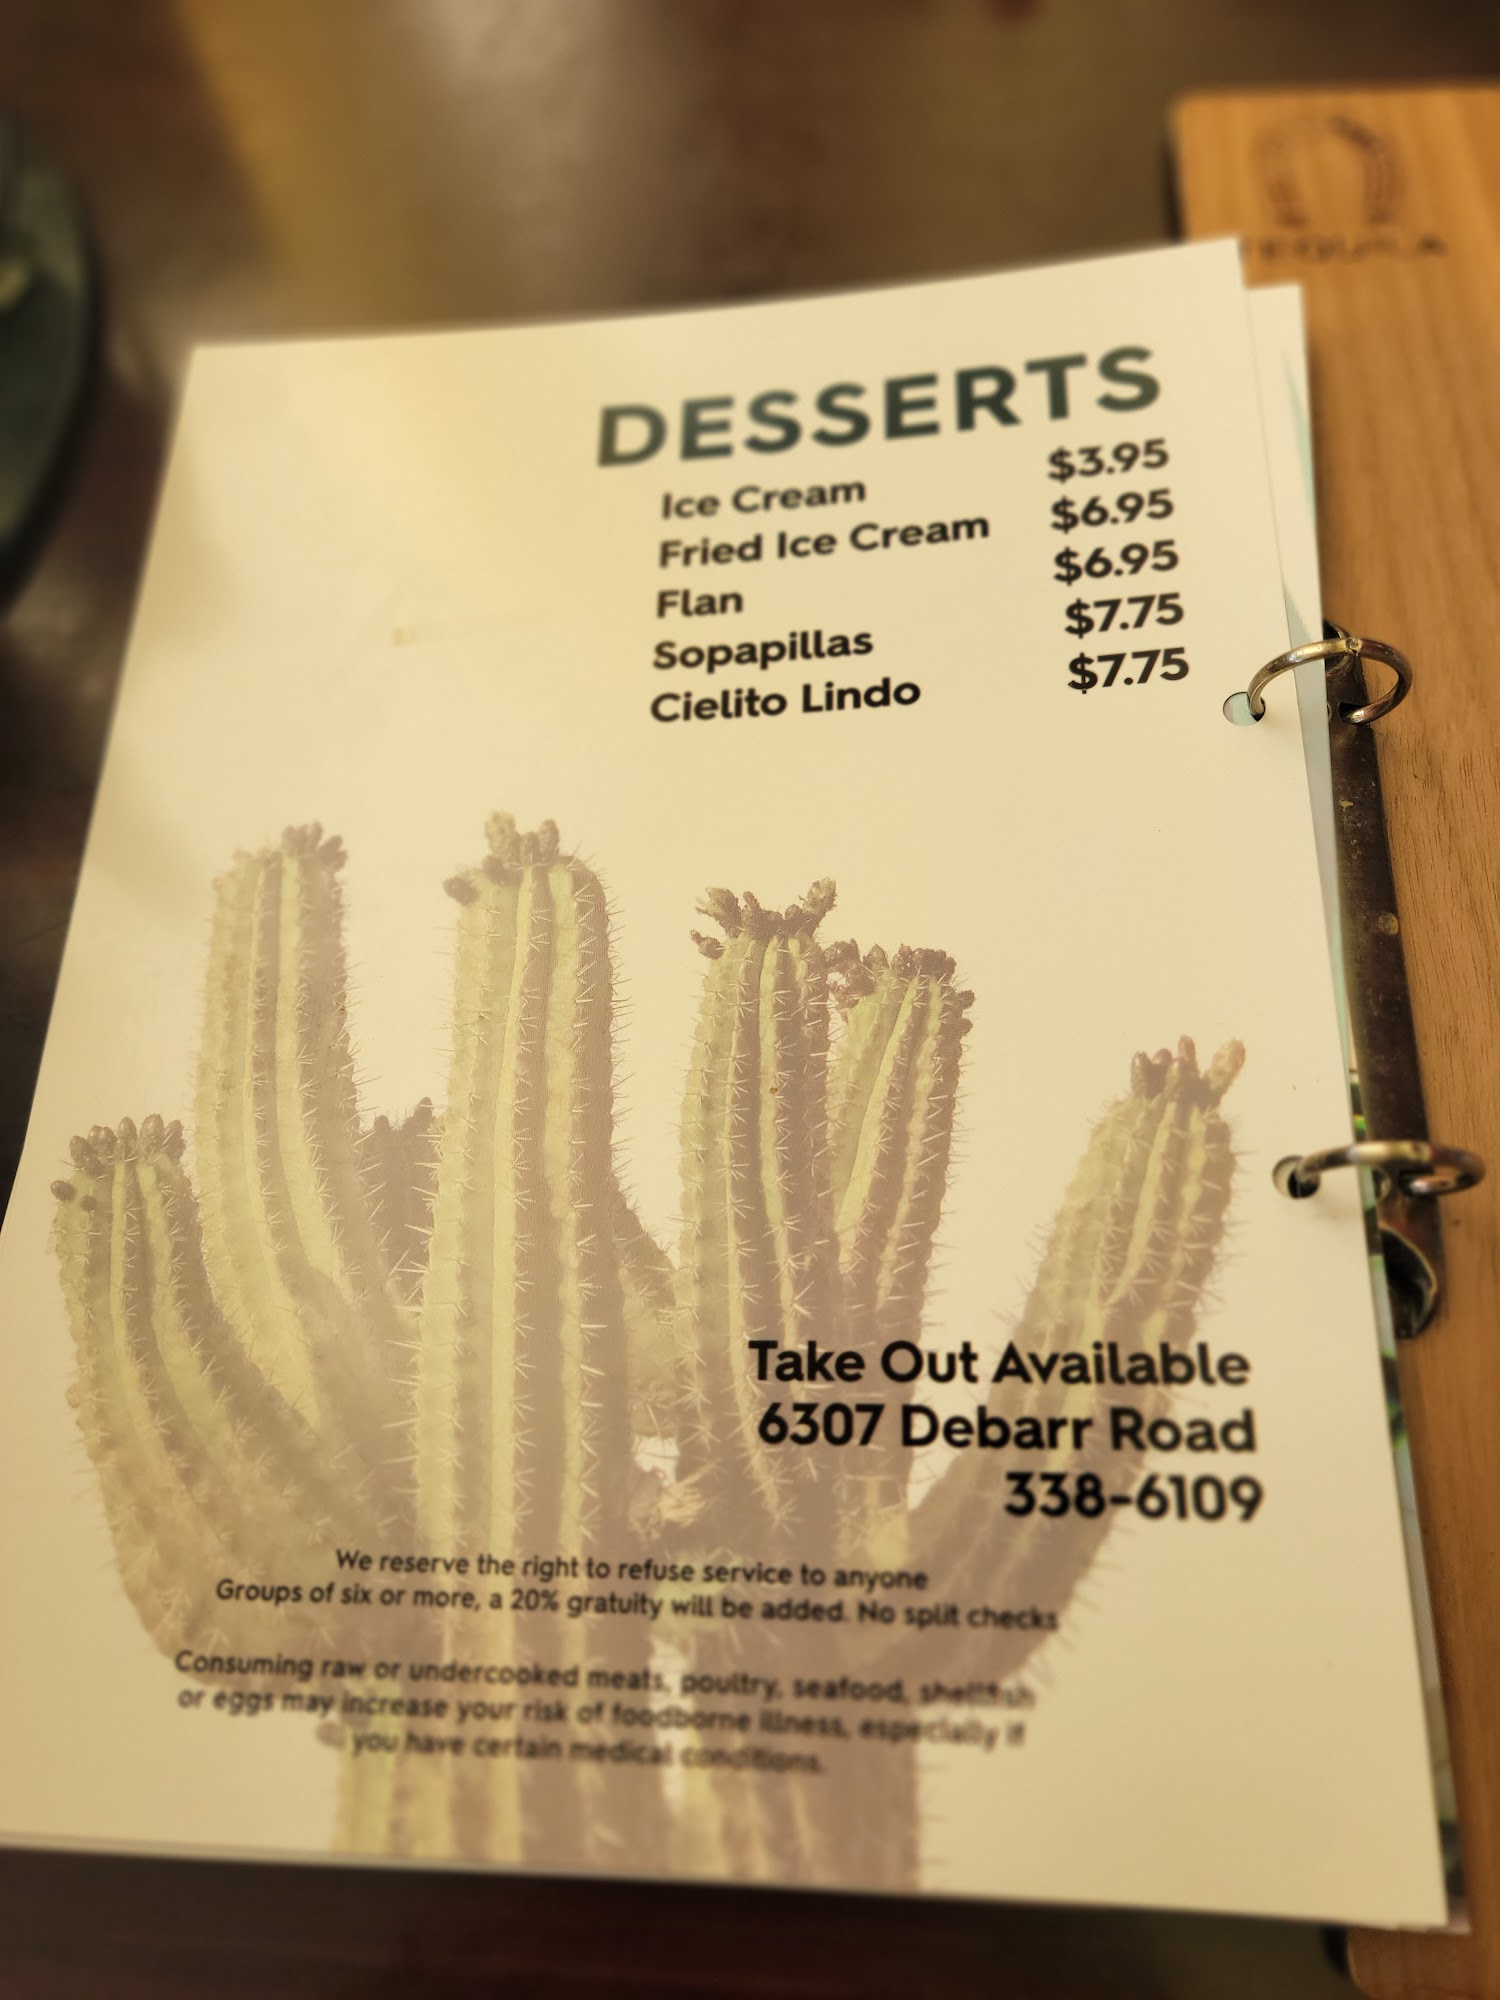 TEQUILA
DESSERTS
Ice Cream $3.95
Fried Ice Cream $6.95
Flan $6.95
Sopapillas $7.75
Cielito Lindo $7.75
Take Out Available
6307 Debarr Road
338-6109
We reserve the right to refuse service to anyone
Groups of six or more, a 20% gratuity will be added. No split checks
Consuming raw or undercooked meats, poultry, seafood, shellfish
or eggs may increase your risk of foodborne illness, especially if
you have certain medical conditions.